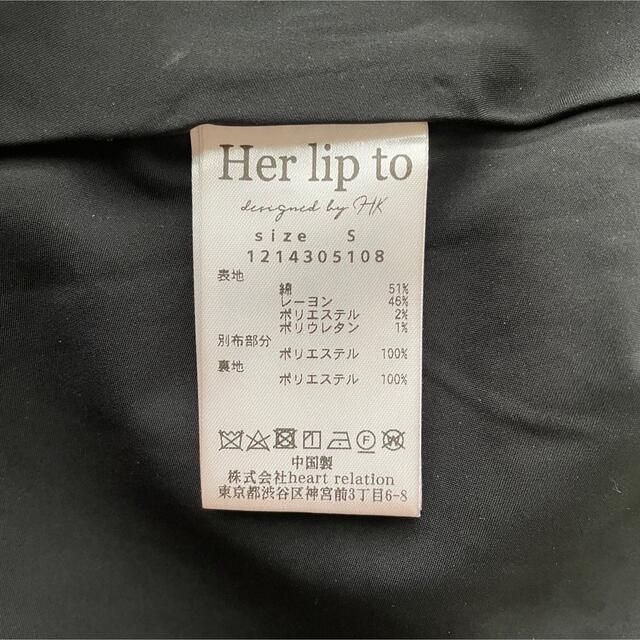 Her lip to
designed by HK
size S
1214305108
表地
綿 51%
レーヨン 46%
ポリエステル 2%
ポリウレタン 1%
別布部分
ポリエステル 100%
裏地
ポリエステル 100%
中国製
株式会社heart relation
東京都渋谷区神宮前3丁目6-8